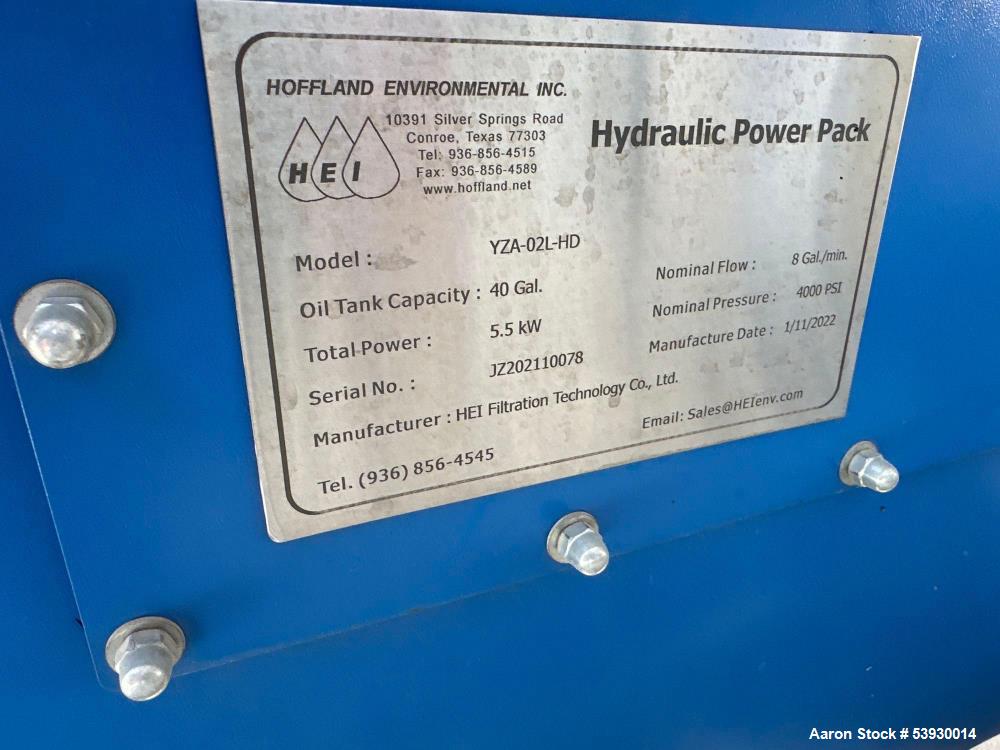 HOFFLAND ENVIRONMENTAL INC.
10391 Silver Springs Road
Conroe, Texas 77303
Tel: 936-856-4515
Fax: 936-856-4589
www.hoffland.net
HEI
Hydraulic Power Pack
Model : YZA-02L-HD
Oil Tank Capacity : 40 Gal.
Total Power : 5.5 kW
Serial No. : JZ202110078
Nominal Flow : 8 Gal./min.
Nominal Pressure : 4000 PSI
Manufacture Date : 1/11/2022
Manufacturer : HEI Filtration Technology Co., Ltd.
Tel. (936) 856-4545
Email: Sales@HEIenv.com
Aaron Stock # 53930014